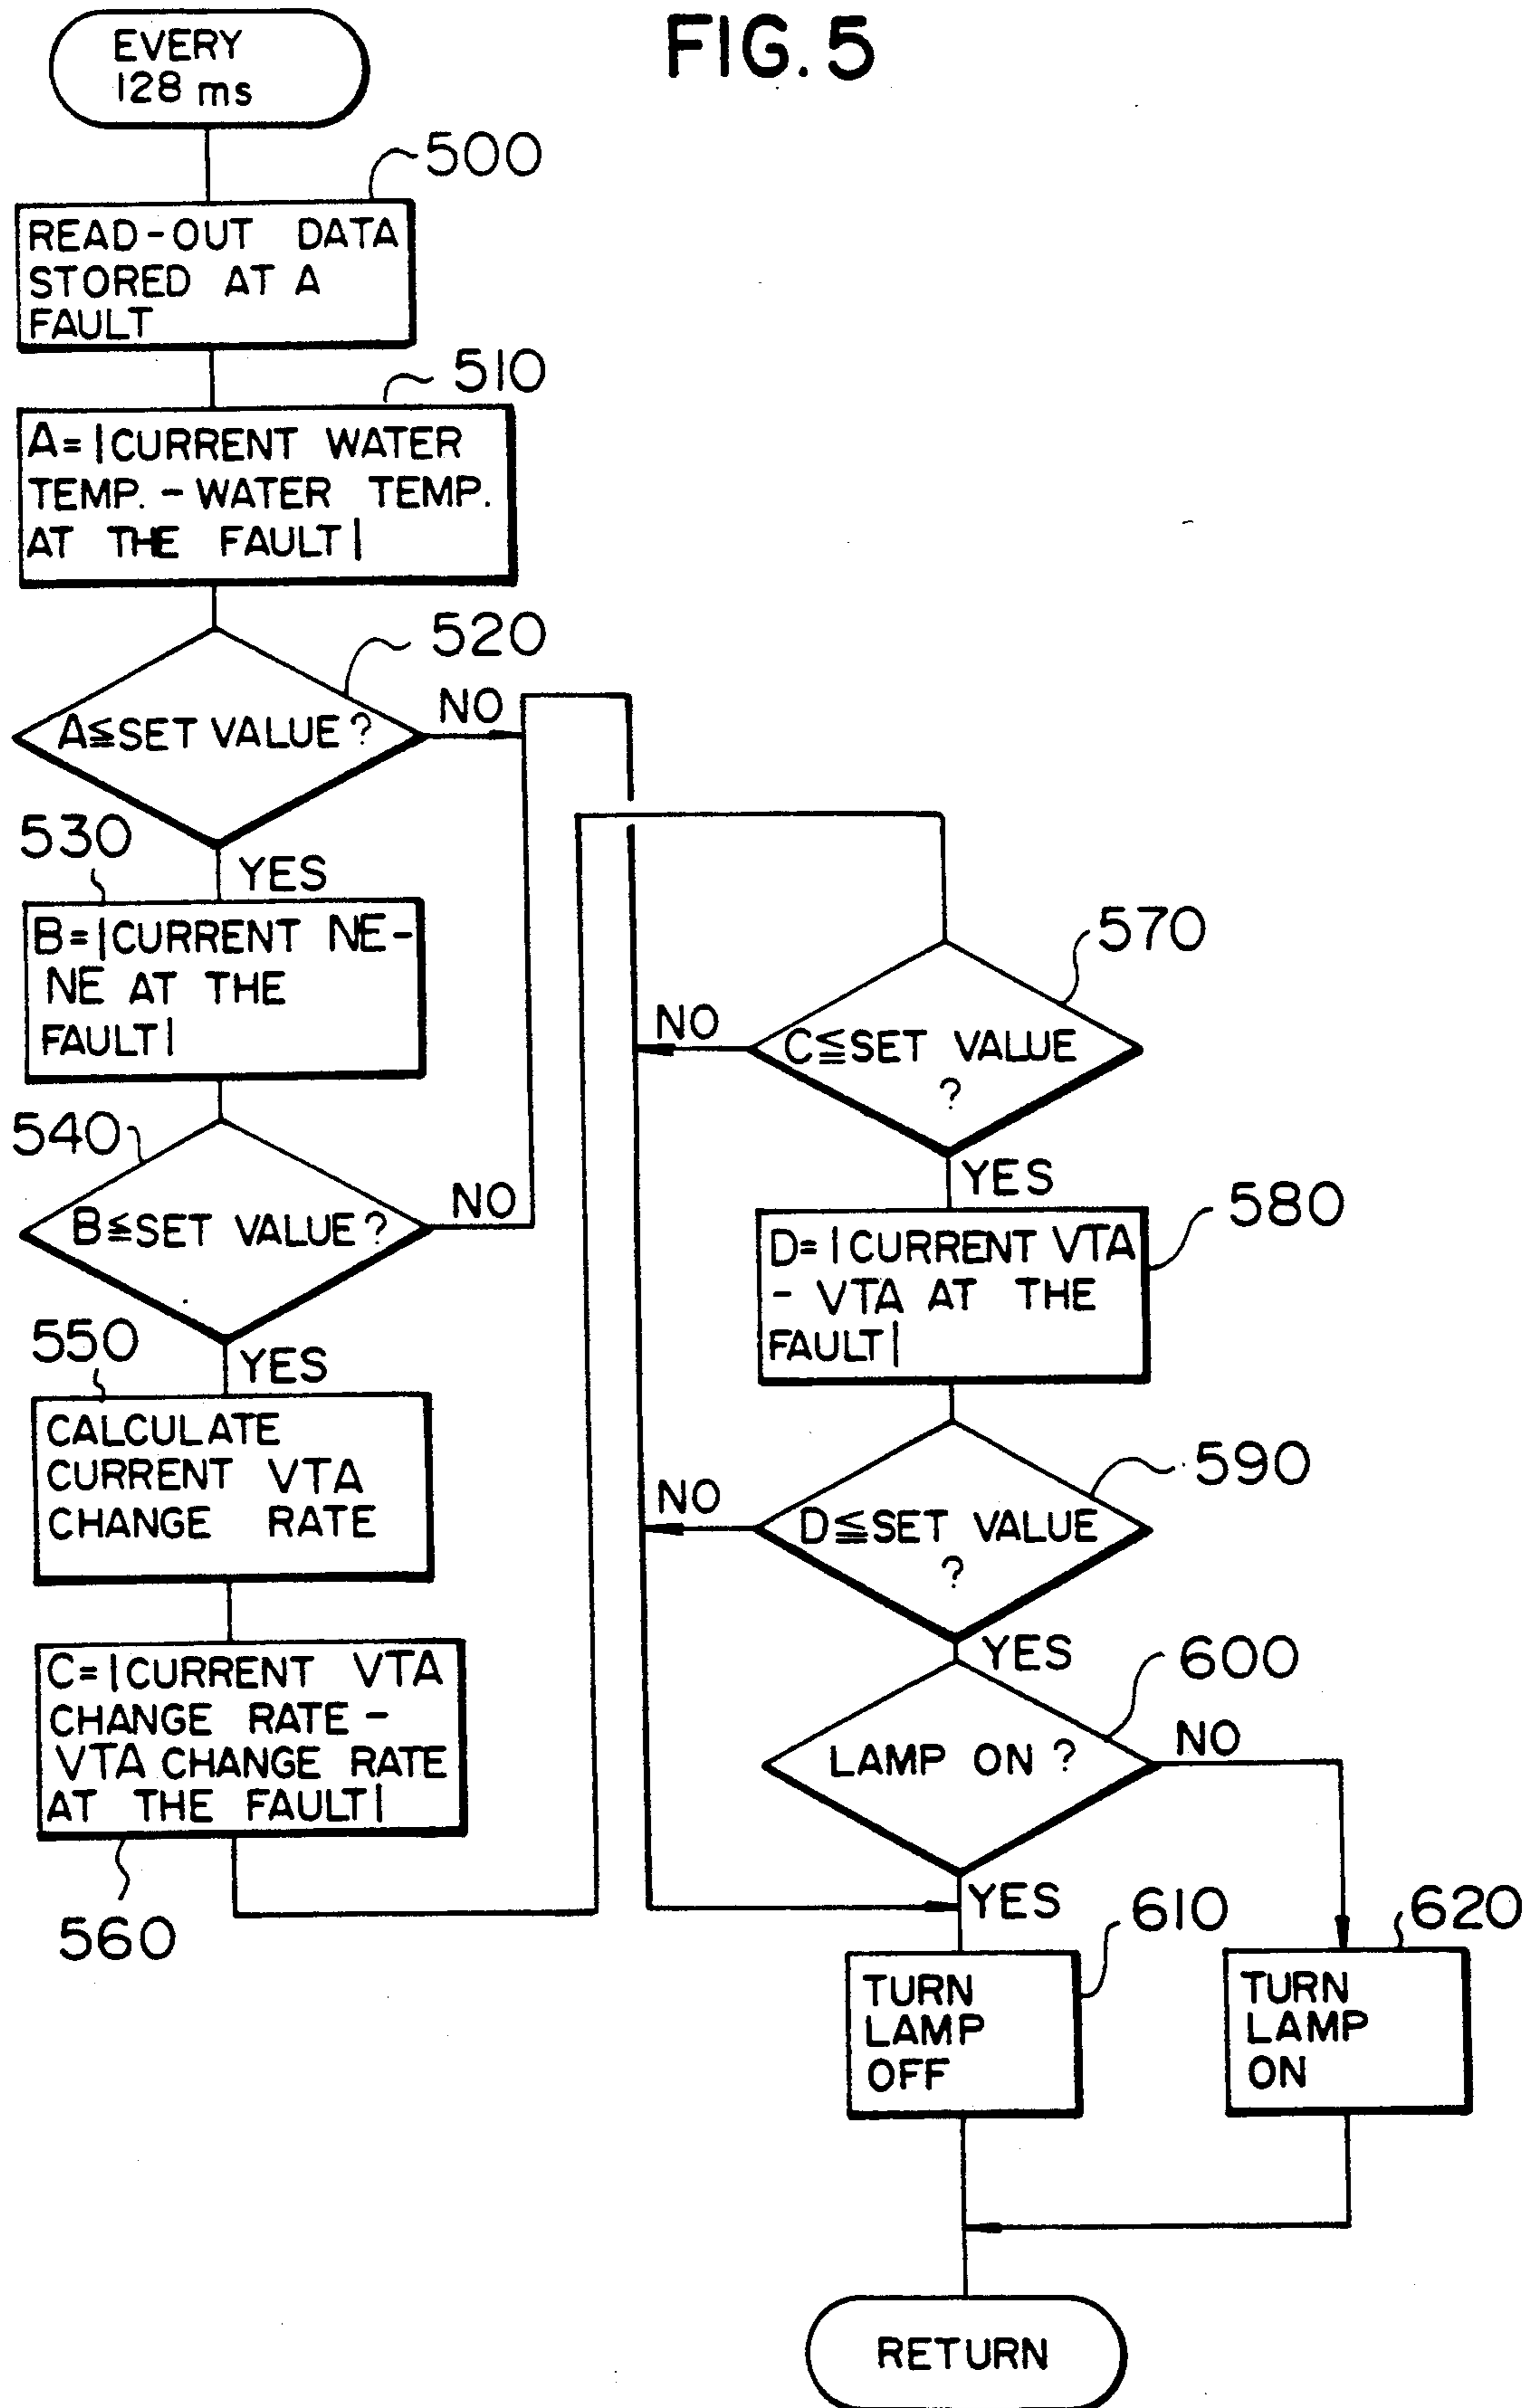 FIG. 5
EVERY
128 ms
500
READ-OUT DATA
STORED AT A
FAULT
510
A=|CURRENT WATER
TEMP. - WATER TEMP.
AT THE FAULT|
520
A≦SET VALUE?
NO
YES
530
B=|CURRENT NE-
NE AT THE
FAULT|
540
B≦SET VALUE?
NO
YES
550
CALCULATE
CURRENT VTA
CHANGE RATE
C=|CURRENT VTA
CHANGE RATE -
VTA CHANGE RATE
AT THE FAULT|
560
570
C≦SET VALUE
?
NO
YES
580
D=|CURRENT VTA
- VTA AT THE
FAULT|
590
D≦SET VALUE
?
NO
YES
600
LAMP ON ?
NO
YES
610
TURN
LAMP
OFF
620
TURN
LAMP
ON
RETURN